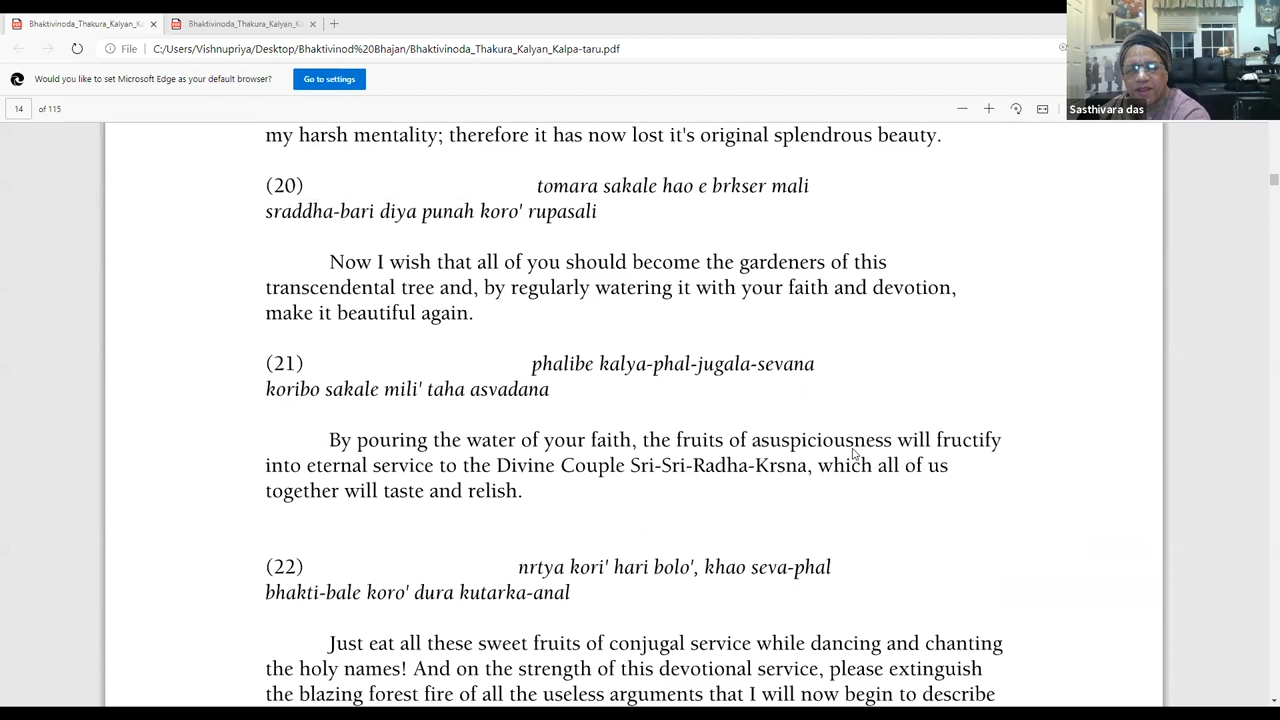 Bhaktivinoda_Thakura_Kalyan_K
Bhaktivinoda_Thakura_Kalyan_K
File C:/Users/Vishnupriya/Desktop/Bhaktivinod%20Bhajan/Bhaktivinoda_Thakura_Kalyan_Kalpa-taru.pdf
Would you like to set Microsoft Edge as your default browser? Go to settings
14 of 115
Sasthivara das
my harsh mentality; therefore it has now lost it's original splendrous beauty.
(20) tomara sakale hao e brkser mali
sraddha-bari diya punah koro' rupasali
Now I wish that all of you should become the gardeners of this
transcendental tree and, by regularly watering it with your faith and devotion,
make it beautiful again.
(21) phalibe kalya-phal-jugala-sevana
koribo sakale mili' taha asvadana
By pouring the water of your faith, the fruits of asuspiciousness will fructify
into eternal service to the Divine Couple Sri-Sri-Radha-Krsna, which all of us
together will taste and relish.
(22) nrtya kori' hari bolo', khao seva-phal
bhakti-bale koro' dura kutarka-anal
Just eat all these sweet fruits of conjugal service while dancing and chanting
the holy names! And on the strength of this devotional service, please extinguish
the blazing forest fire of all the useless arguments that I will now begin to describe